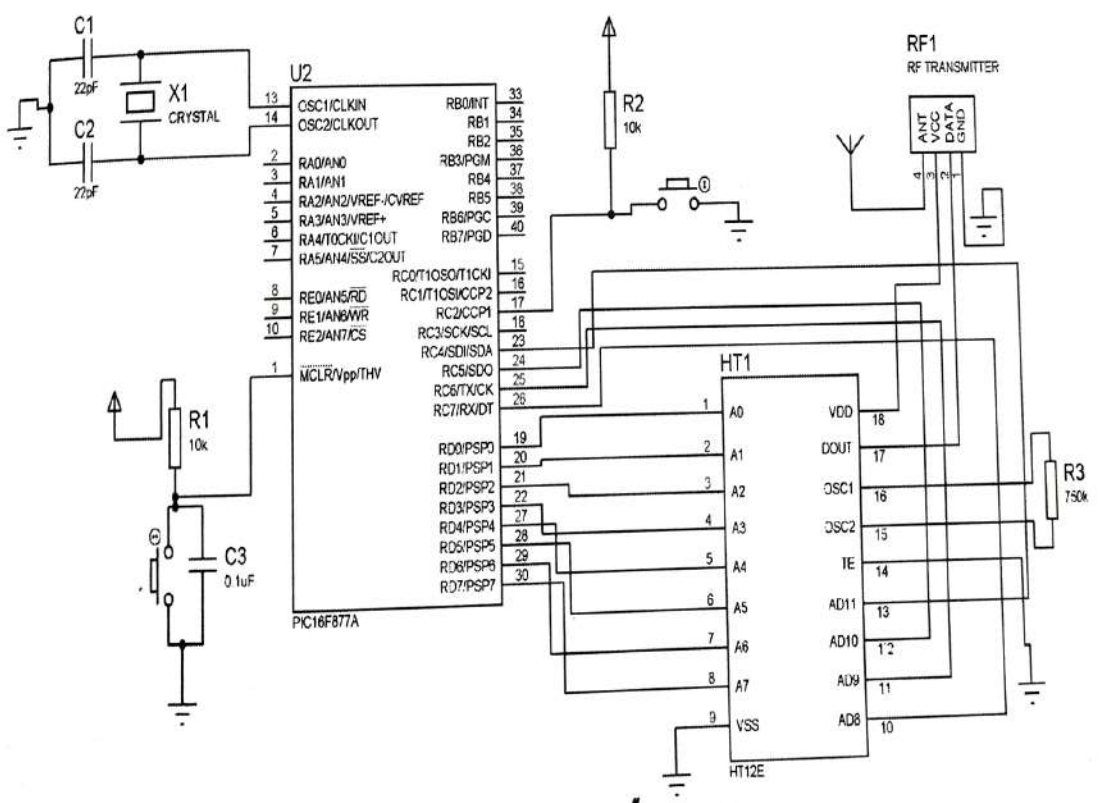 C1
22pF
X1
CRYSTAL
C2
22pF
U2
13 OSC1/CLKIN
14 OSC2/CLKOUT
2 RA0/AN0
3 RA1/AN1
4 RA2/AN2/VREF-/CVREF
5 RA3/AN3/VREF+
6 RA4/T0CKI/C1OUT
7 RA5/AN4/SS/C2OUT
8 RE0/AN5/RD
9 RE1/AN6/WR
10 RE2/AN7/CS
1 MCLR/Vpp/THV
RB0/INT 33
RB1 34
RB2 35
RB3/PGM 36
RB4 37
RB5 38
RB6/PGC 39
RB7/PGD 40
RC0/T1OSO/T1CKI 15
RC1/T1OSI/CCP2 16
RC2/CCP1 17
RC3/SCK/SCL 18
RC4/SDI/SDA 23
RC5/SDO 24
RC6/TX/CK 25
RC7/RX/DT 26
RD0/PSP0 19
RD1/PSP1 20
RD2/PSP2 21
RD3/PSP3 22
RD4/PSP4 27
RD5/PSP5 28
RD6/PSP6 29
RD7/PSP7 30
PIC16F877A
R1
10k
C3
0.1uF
R2
10k
RF1
RF TRANSMITTER
ANT
VCC
DATA
GND
4
3
2
1
HT1
1 A0
2 A1
3 A2
4 A3
5 A4
6 A5
7 A6
8 A7
9 VSS
VDD 18
DOUT 17
OSC1 16
OSC2 15
TE 14
AD11 13
AD10 12
AD9 11
AD8 10
HT12E
R3
750k